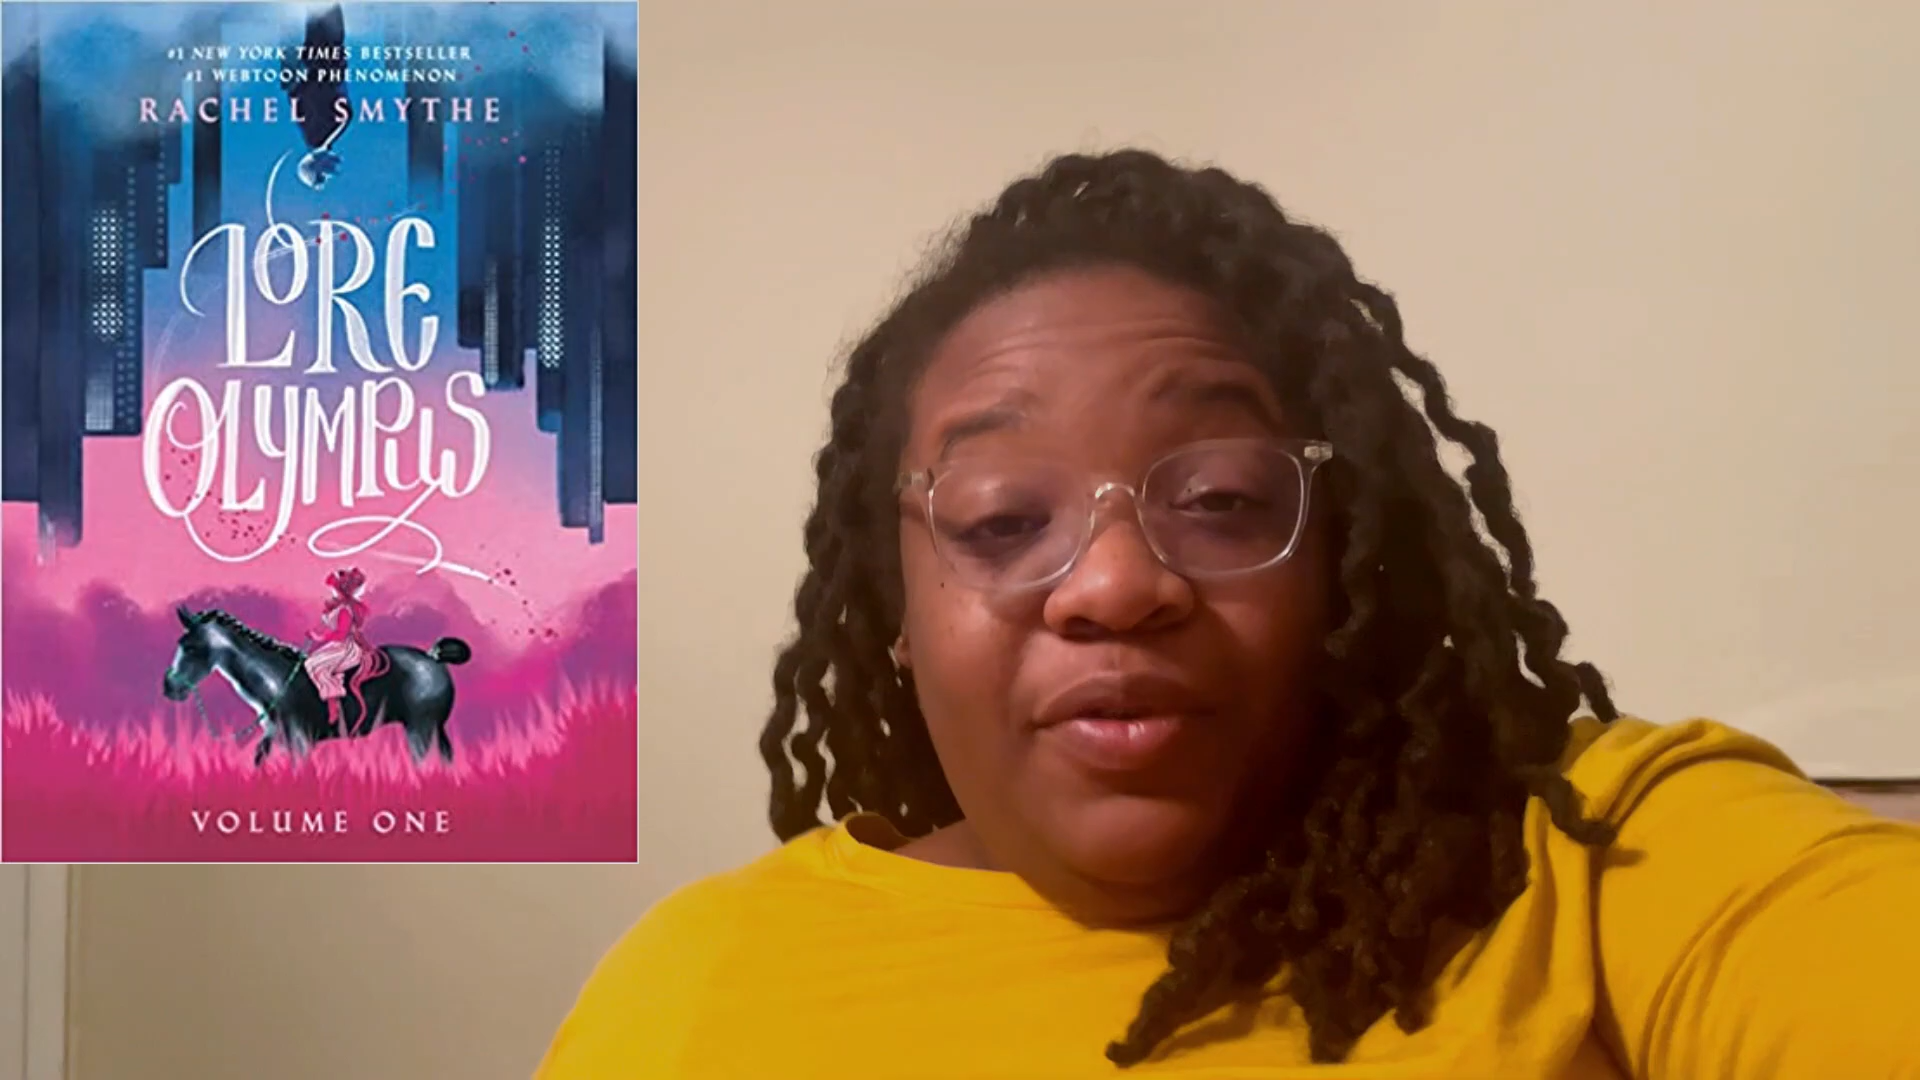 #1 NEW YORK TIMES BESTSELLER
#1 WEBTOON PHENOMENON
RACHEL SMYTHE
LORE
OLYMPUS
VOLUME ONE